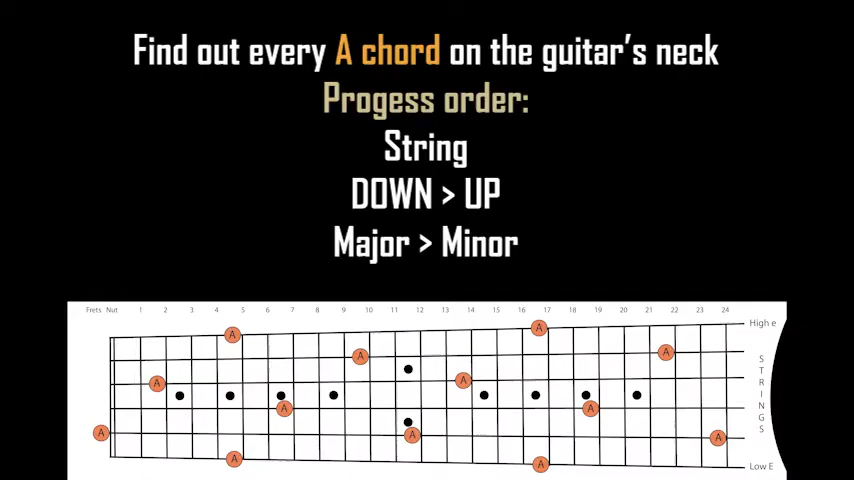 Find out every A chord on the guitar's neck
Progess order:
String
DOWN > UP
Major > Minor
Frets Nut 1 2 3 4 5 6 7 8 9 10 11 12 13 14 15 16 17 18 19 20 21 22 23 24
High e
A A
A A
A A
A A
A A A
A A
STRINGS
Low E